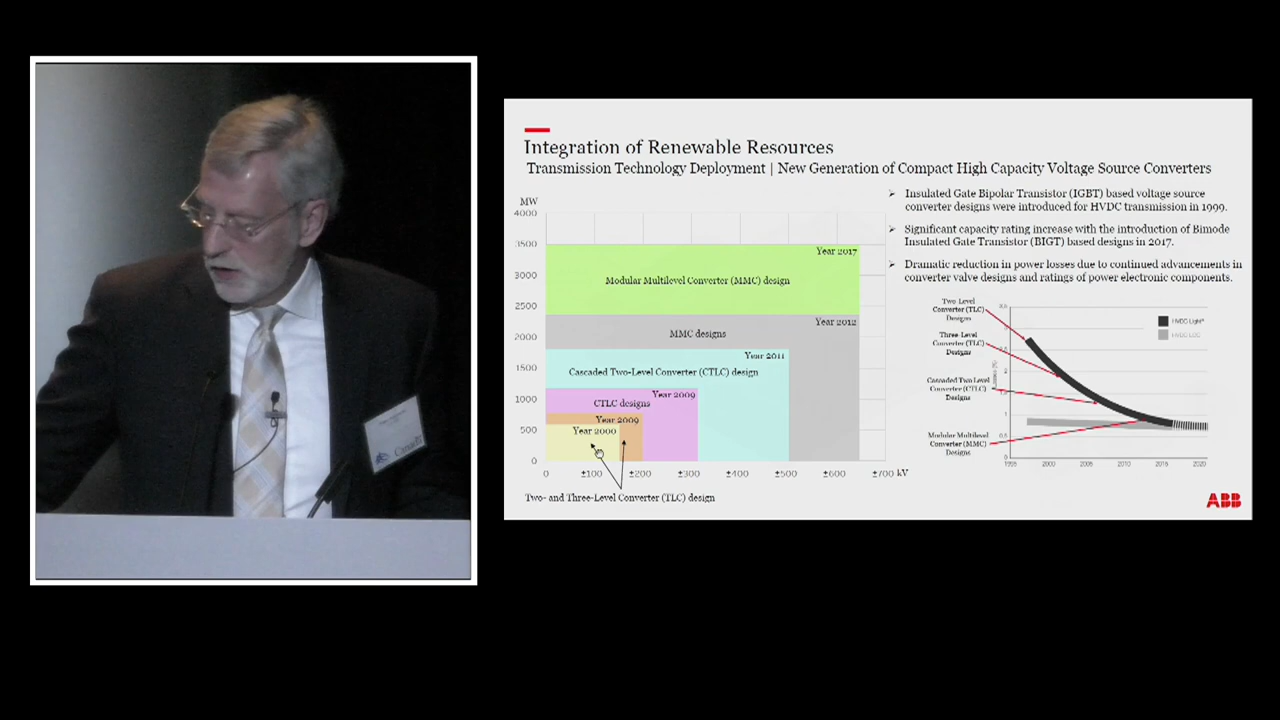 Integration of Renewable Resources
Transmission Technology Deployment | New Generation of Compact High Capacity Voltage Source Converters
MW
4000
3500
3000
2500
2000
1500
1000
500
0
Year 2017
Modular Multilevel Converter (MMC) design
Year 2012
MMC designs
Year 2011
Cascaded Two-Level Converter (CTLC) design
Year 2009
CTLC designs
Year 2009
Year 2000
0 ±100 ±200 ±300 ±400 ±500 ±600 ±700 kV
Two- and Three-Level Converter (TLC) design
➢ Insulated Gate Bipolar Transistor (IGBT) based voltage source
converter designs were introduced for HVDC transmission in 1999.
➢ Significant capacity rating increase with the introduction of Bimode
Insulated Gate Transistor (BIGT) based designs in 2017.
➢ Dramatic reduction in power losses due to continued advancements in
converter valve designs and ratings of power electronic components.
Two-Level
Converter (TLC)
Designs
Three-Level
Converter (TLC)
Designs
Cascaded Two Level
Converter (CTLC)
Designs
Modular Multilevel
Converter (MMC)
Designs
HVDC Light®
1995 2000 2005 2010 2015 2020
ABB